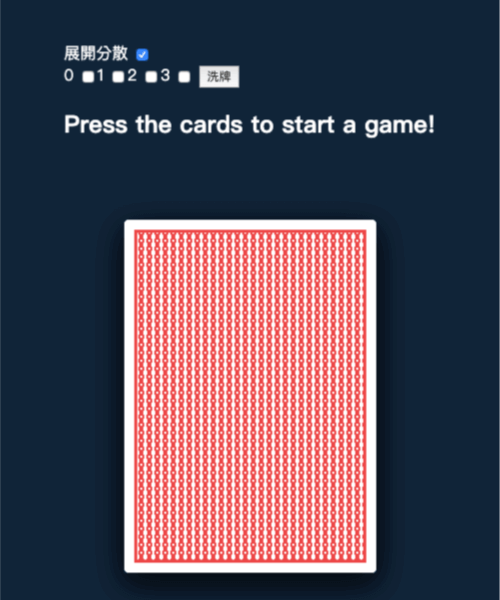 展開分散
0 1 2 3 洗牌
Press the cards to start a game!